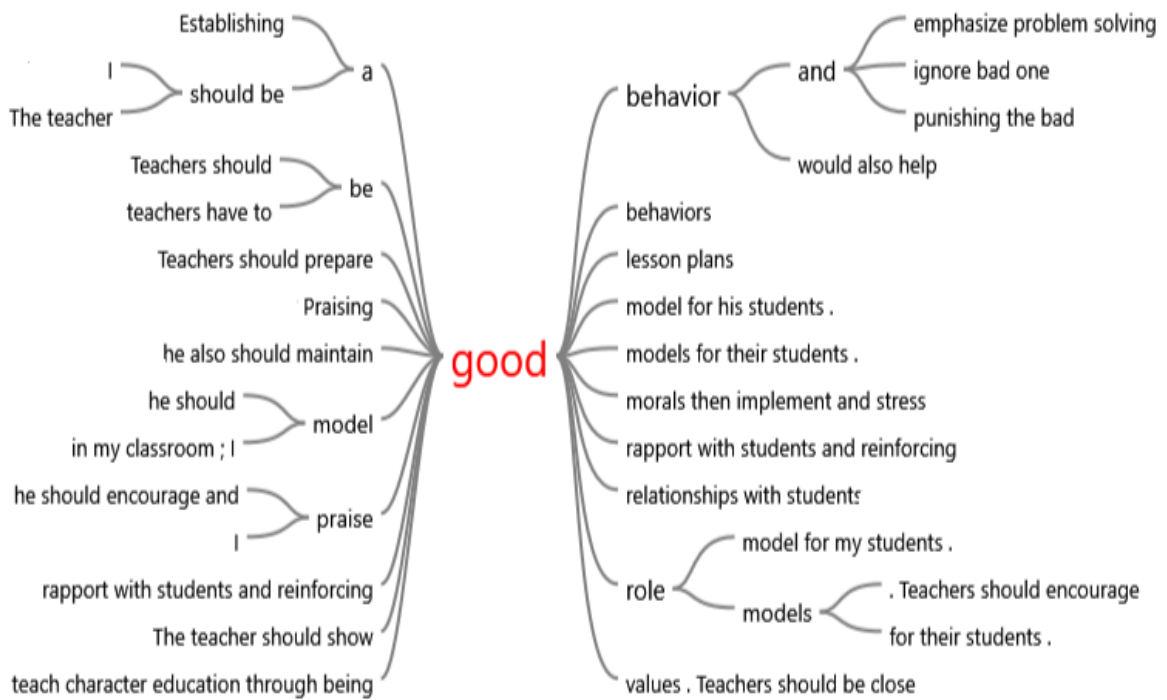 Establishing
a
I
should be
The teacher
Teachers should
be
teachers have to
Teachers should prepare
Praising
he also should maintain
he should
model
in my classroom ; I
he should encourage and
praise
I
rapport with students and reinforcing
The teacher should show
teach character education through being
good
behavior
and
emphasize problem solving
ignore bad one
punishing the bad
would also help
behaviors
lesson plans
model for his students .
models for their students .
morals then implement and stress
rapport with students and reinforcing
relationships with students
role
model for my students .
models
. Teachers should encourage
for their students .
values . Teachers should be close